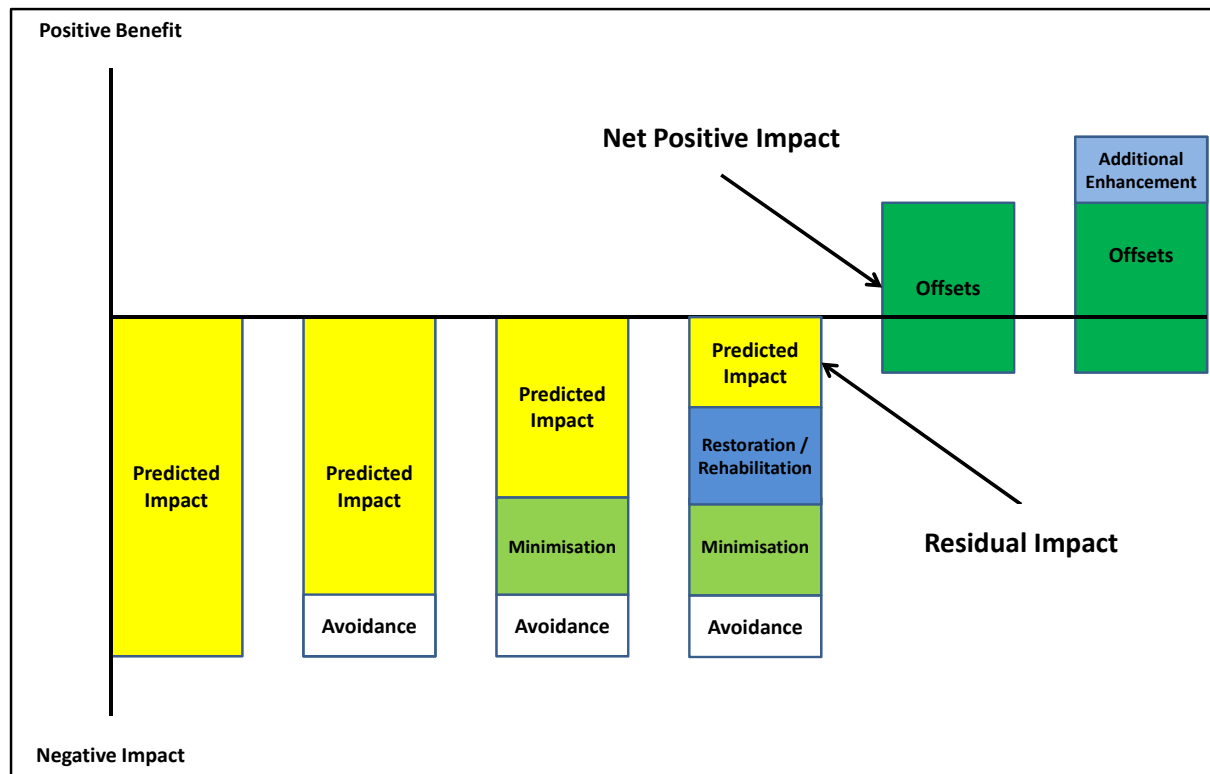 Positive Benefit
Net Positive Impact
Additional
Enhancement
Offsets
Offsets
Predicted
Impact
Predicted
Impact
Predicted
Impact
Predicted
Impact
Restoration /
Rehabilitation
Minimisation
Minimisation
Residual Impact
Avoidance
Avoidance
Avoidance
Negative Impact